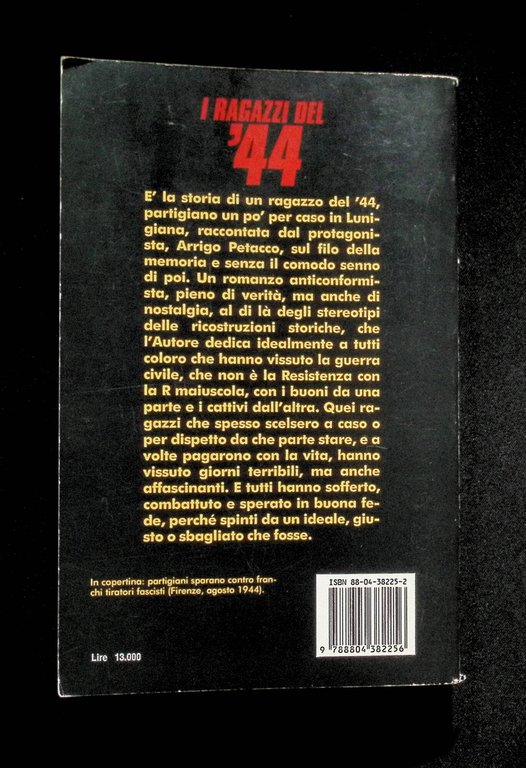 I RAGAZZI DEL
'44
E' la storia di un ragazzo del '44,
partigiano un po' per caso in Luni-
giana, raccontata dal protagoni-
sta, Arrigo Petacco, sul filo della
memoria e senza il comodo senno
di poi. Un romanzo anticonformi-
sta, pieno di verità, ma anche di
nostalgia, al di là degli stereotipi
delle ricostruzioni storiche, che
l'Autore dedica idealmente a tutti
coloro che hanno vissuto la guerra
civile, che non è la Resistenza con
la R maiuscola, con i buoni da una
parte e i cattivi dall'altra. Quei ra-
gazzi che spesso scelsero a caso o
per dispetto da che parte stare, e a
volte pagarono con la vita, hanno
vissuto giorni terribili, ma anche
affascinanti. E tutti hanno sofferto,
combattuto e sperato in buona fe-
de, perché spinti da un ideale, giu-
sto o sbagliato che fosse.
In copertina: partigiani sparano contro fran-
chi tiratori fascisti (Firenze, agosto 1944).
ISBN 88-04-38225-2
9 788804 382256
Lire 13.000